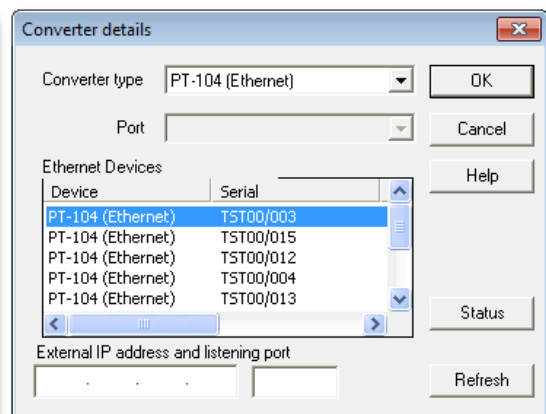 Converter details
Converter type PT-104 (Ethernet) OK
Port Cancel
Ethernet Devices Help
Device Serial
PT-104 (Ethernet) TST00/003
PT-104 (Ethernet) TST00/015
PT-104 (Ethernet) TST00/012
PT-104 (Ethernet) TST00/004
PT-104 (Ethernet) TST00/013
Status
External IP address and listening port
. . . Refresh